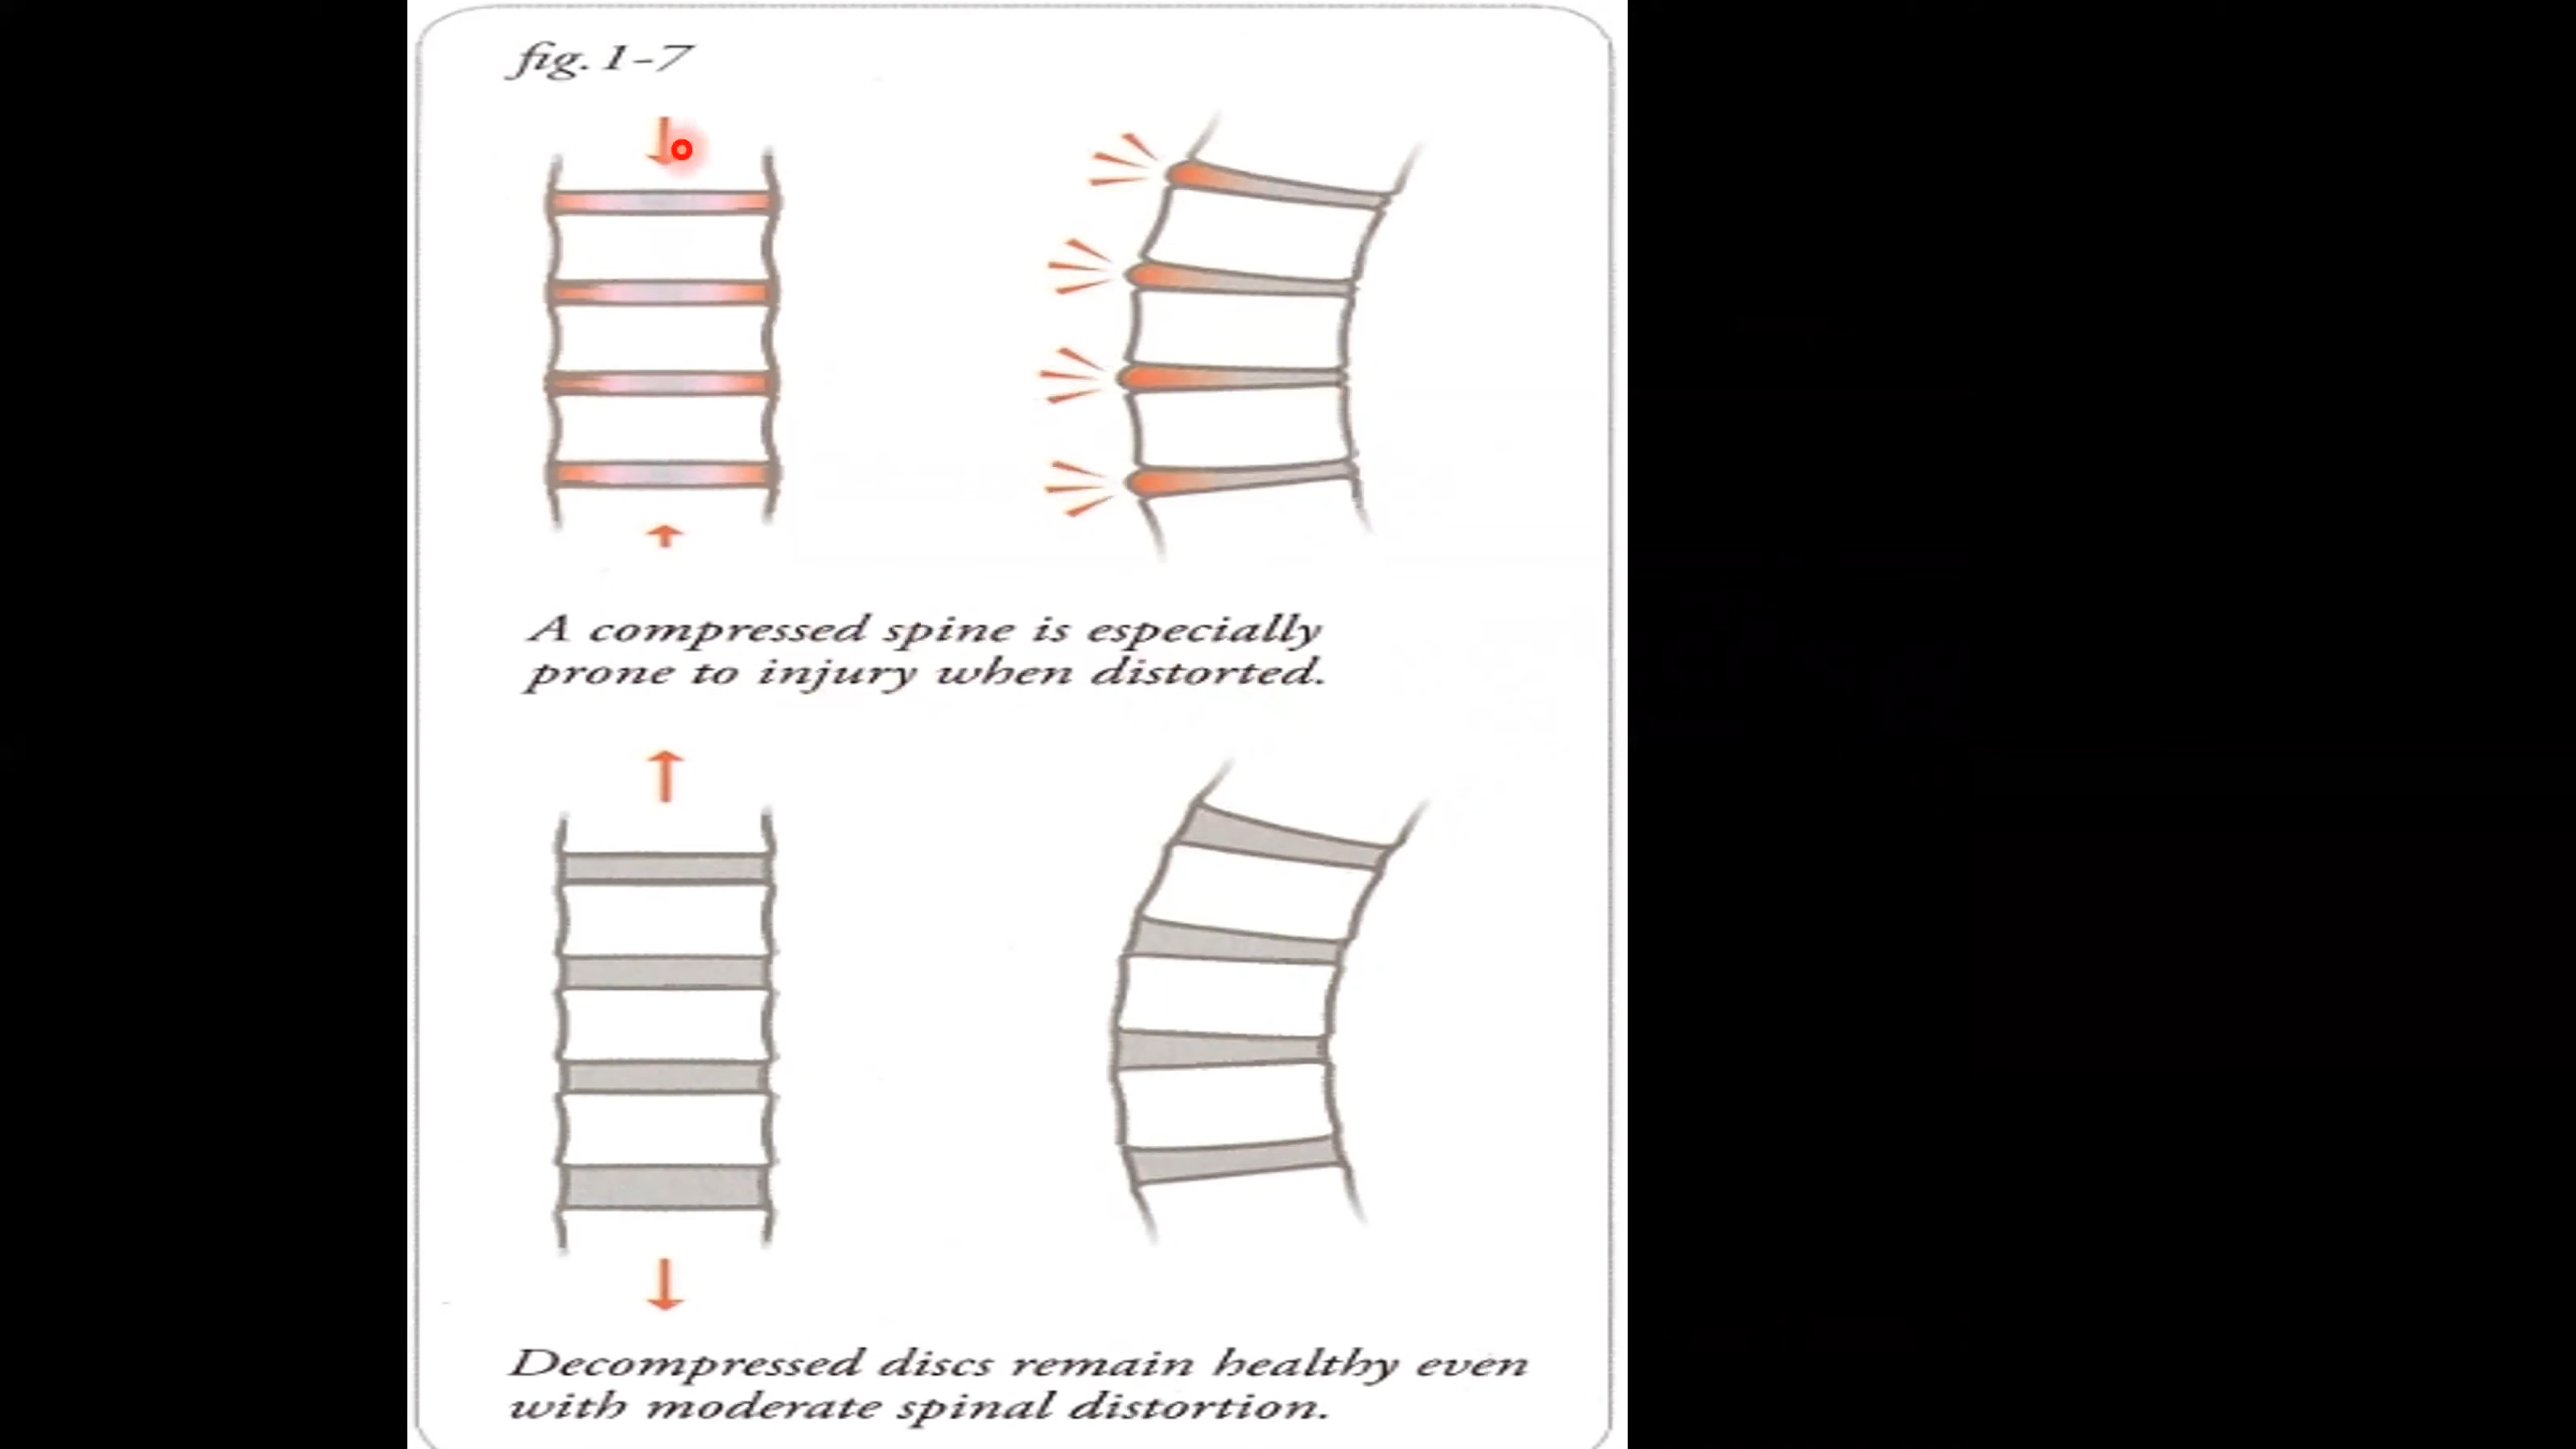 fig. 1-7
A compressed spine is especially
prone to injury when distorted.
Decompressed discs remain healthy even
with moderate spinal distortion.